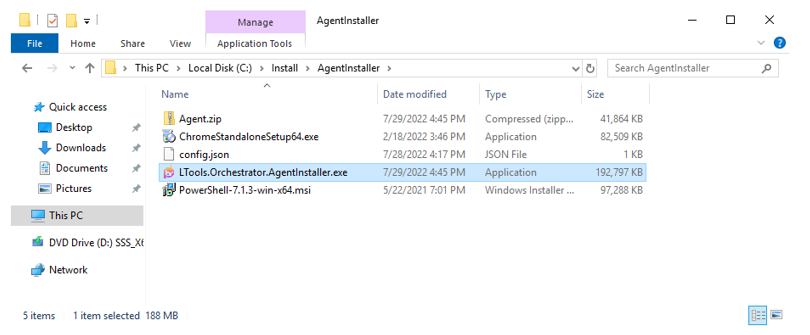 Manage
AgentInstaller
File Home Share View Application Tools
This PC Local Disk (C:) Install AgentInstaller
Search AgentInstaller
Name Date modified Type Size
Quick access
Desktop
Downloads
Documents
Pictures
This PC
DVD Drive (D:) SSS_X6
Network
Agent.zip 7/29/2022 4:45 PM Compressed (zipp... 41,864 KB
ChromeStandaloneSetup64.exe 2/18/2022 3:46 PM Application 82,509 KB
config.json 7/28/2022 4:17 PM JSON File 1 KB
LTools.Orchestrator.AgentInstaller.exe 7/29/2022 4:45 PM Application 192,797 KB
PowerShell-7.1.3-win-x64.msi 5/22/2021 7:01 PM Windows Installer ... 97,288 KB
5 items 1 item selected 188 MB